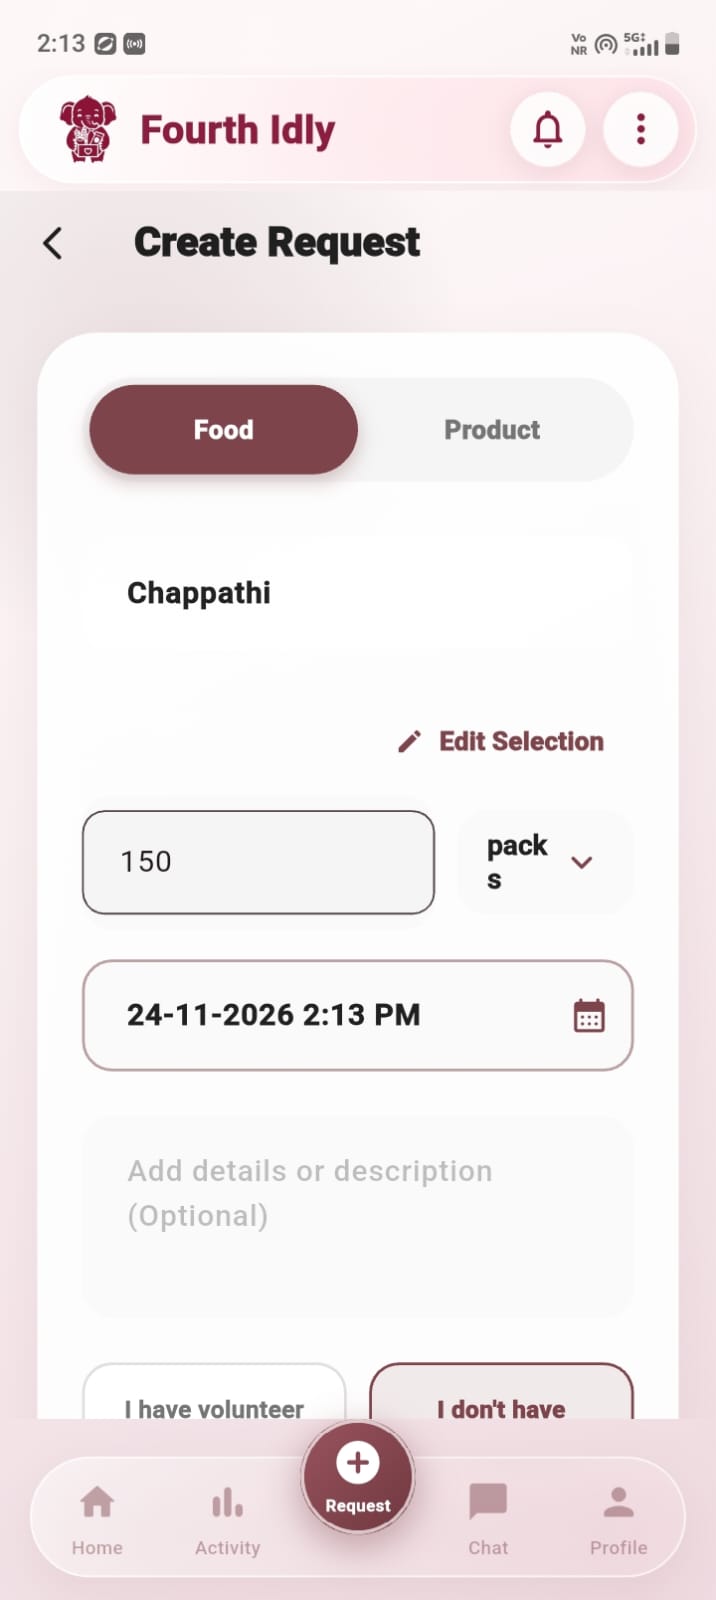 2:13
Vo
NR
5G
Fourth Idly
Create Request
Food
Product
Chappathi
Edit Selection
150
pack
s
24-11-2026 2:13 PM
Add details or description
(Optional)
I have volunteer
I don't have
Request
Home
Activity
Chat
Profile